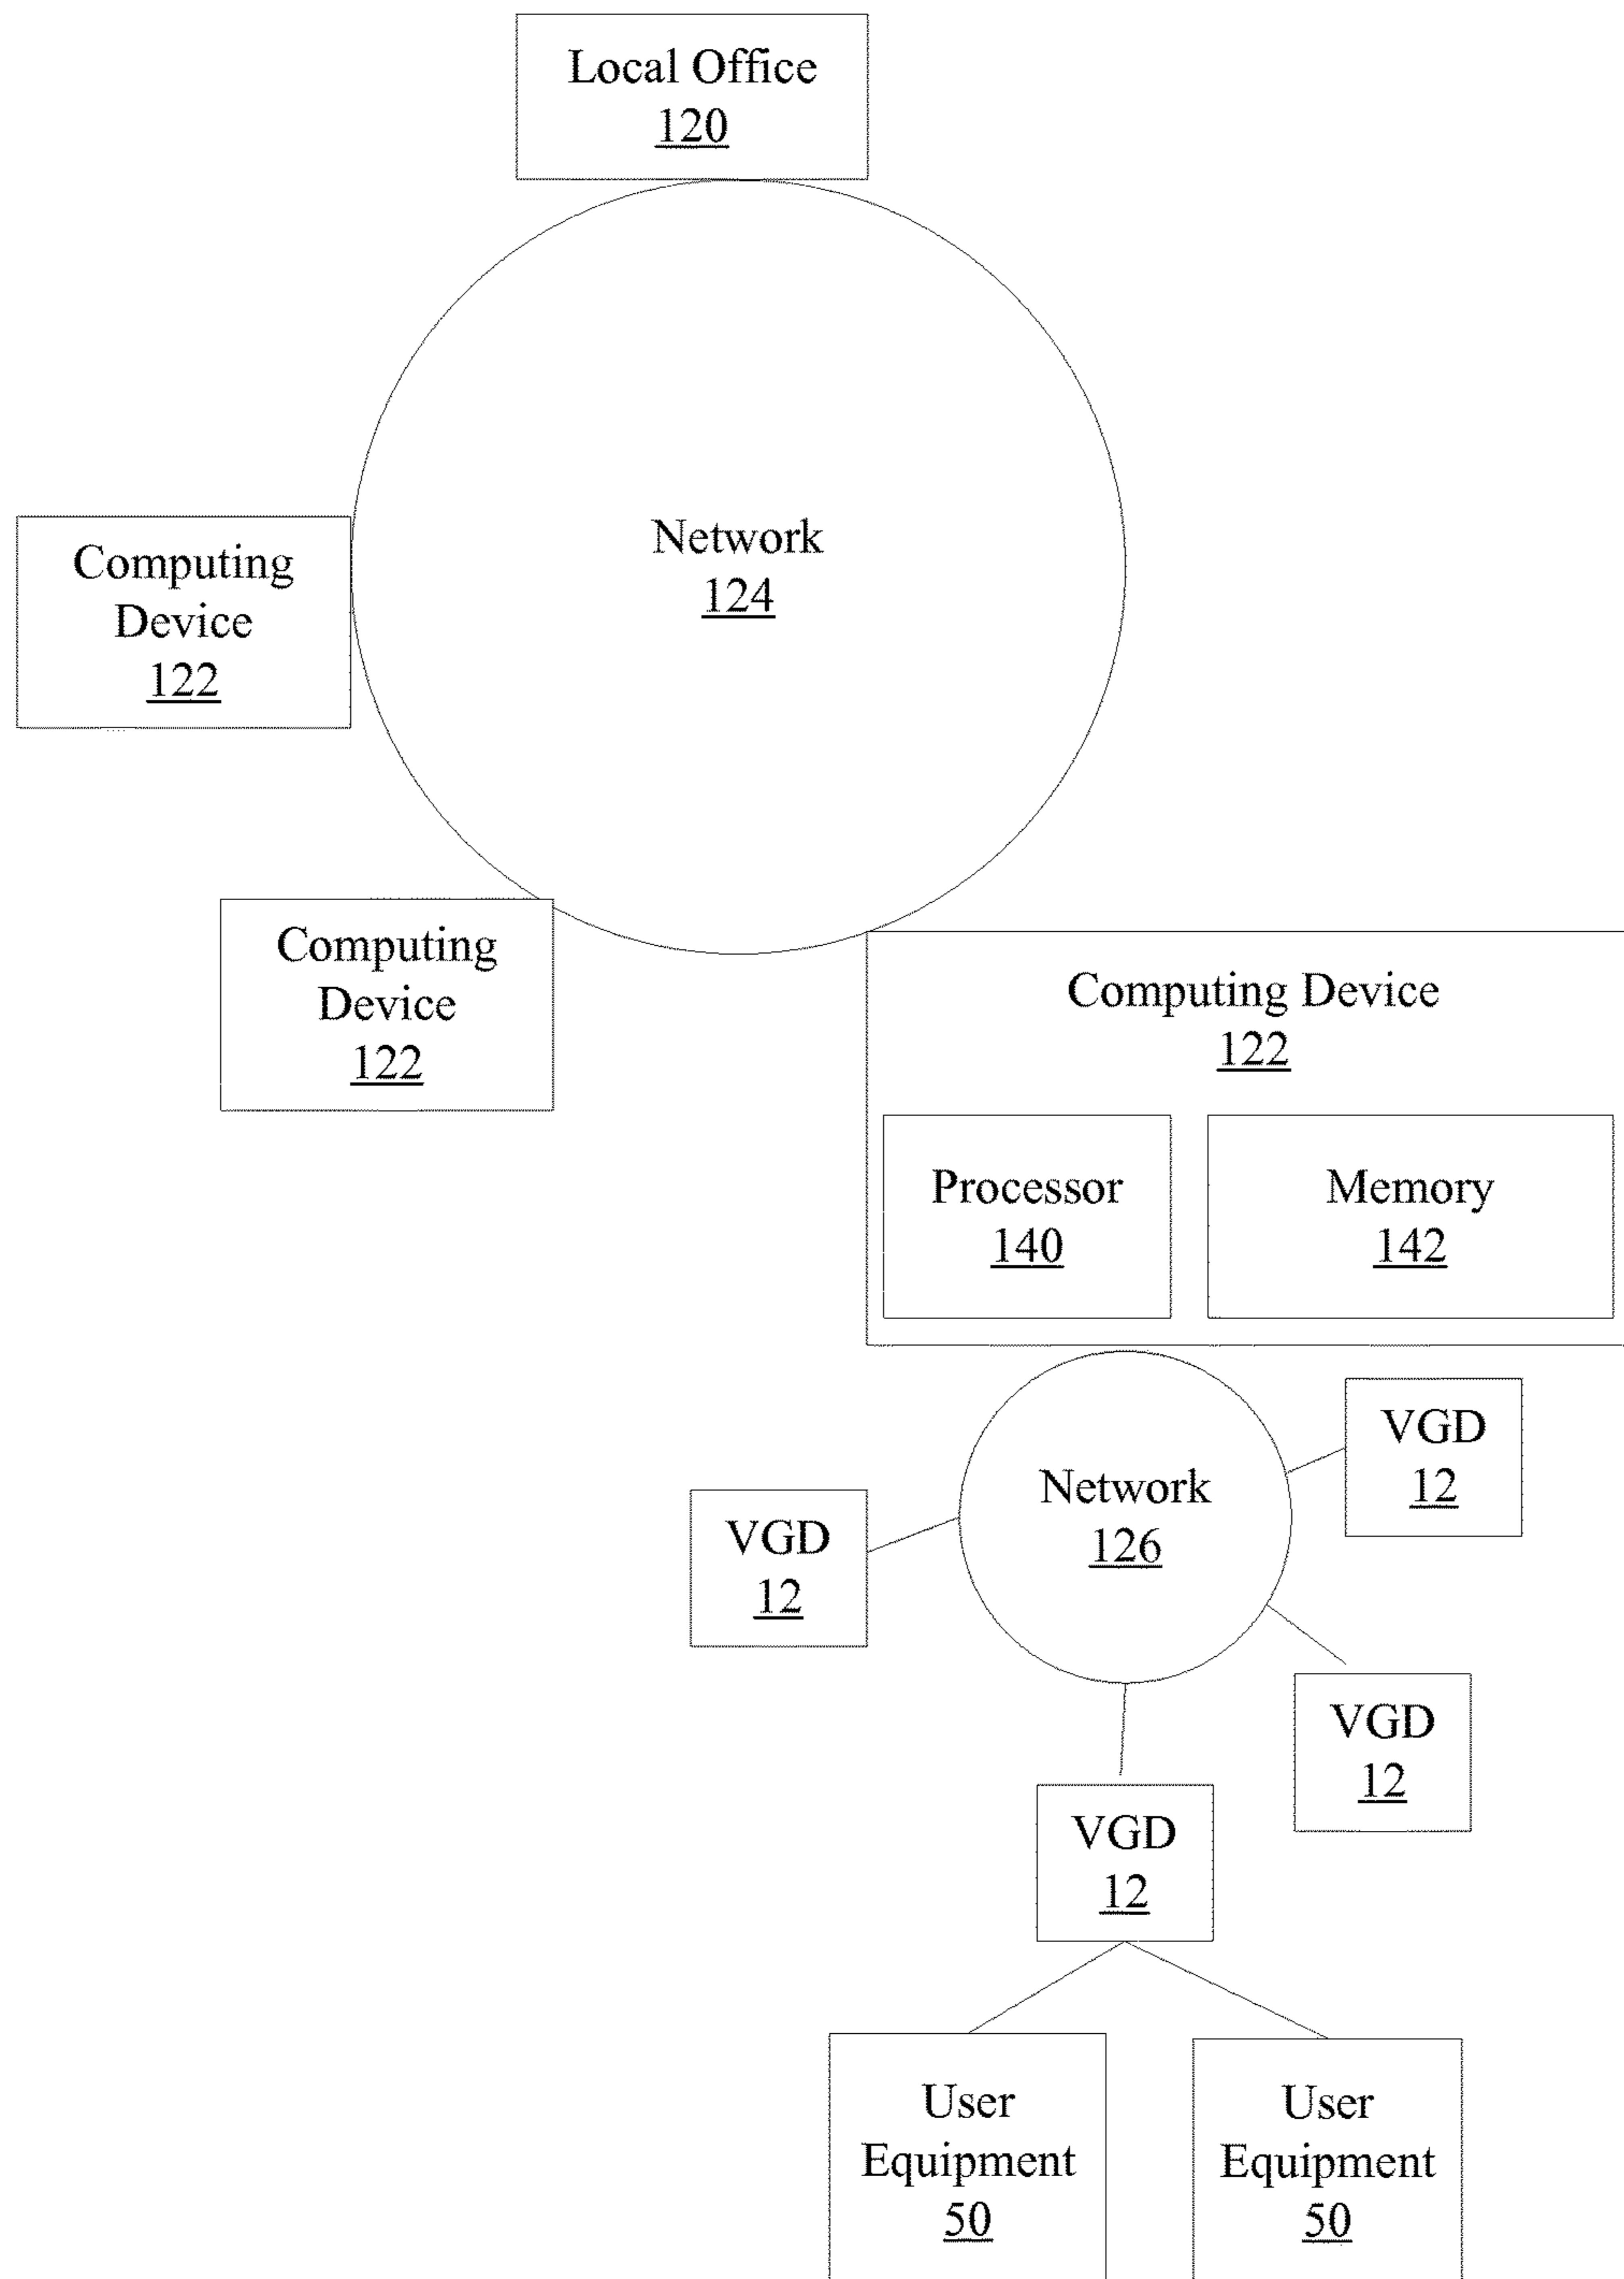 Local Office
120
Network
124
Computing
Device
122
Computing
Device
122
Computing Device
122
Processor
140
Memory
142
VGD
12
Network
126
VGD
12
VGD
12
VGD
12
User
Equipment
50
User
Equipment
50